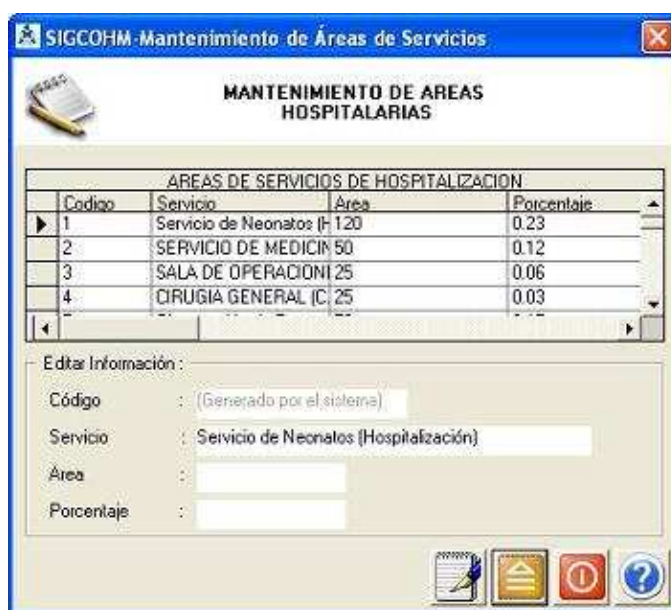 SIGCOHM-Mantenimiento de Áreas de Servicios
MANTENIMIENTO DE AREAS
HOSPITALARIAS
AREAS DE SERVICIOS DE HOSPITALIZACION
Codigo Servicio Area Porcentaje
1 Servicio de Neonatos (H 120 0.23
2 SERVICIO DE MEDICIN 50 0.12
3 SALA DE OPERACIONI 25 0.06
4 CIRUGIA GENERAL (C 25 0.03
Editar Información :
Código : (Generado por el sistema)
Servicio : Servicio de Neonatos (Hospitalización)
Area :
Porcentaje :